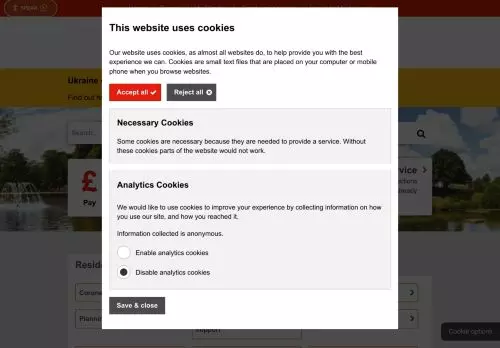 This website uses cookies
Our website uses cookies, as almost all websites do, to help provide you with the best
experience we can. Cookies are small text files that are placed on your computer or mobile
phone when you browse websites.
Accept all
Reject all
Necessary Cookies
Some cookies are necessary because they are needed to provide a service. Without
these cookies parts of the website would not work.
Analytics Cookies
We would like to use cookies to improve your experience by collecting information on how
you use our site, and how you reached it.
Information collected is anonymous.
Enable analytics cookies
Disable analytics cookies
Save & close
Ukraine
Find out
Search..
£
Pay
Reside
Corona
Planni
support
Cookie options